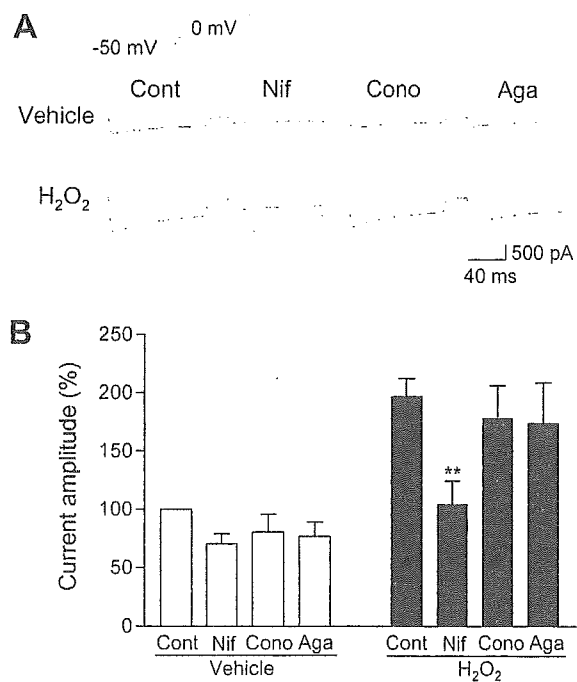 A
0 mV
-50 mV
Cont Nif Cono Aga
Vehicle
H₂O₂
500 pA
40 ms
B
Current amplitude (%)
250
200
150
100
50
0
**
Cont Nif Cono Aga Cont Nif Cono Aga
Vehicle H₂O₂